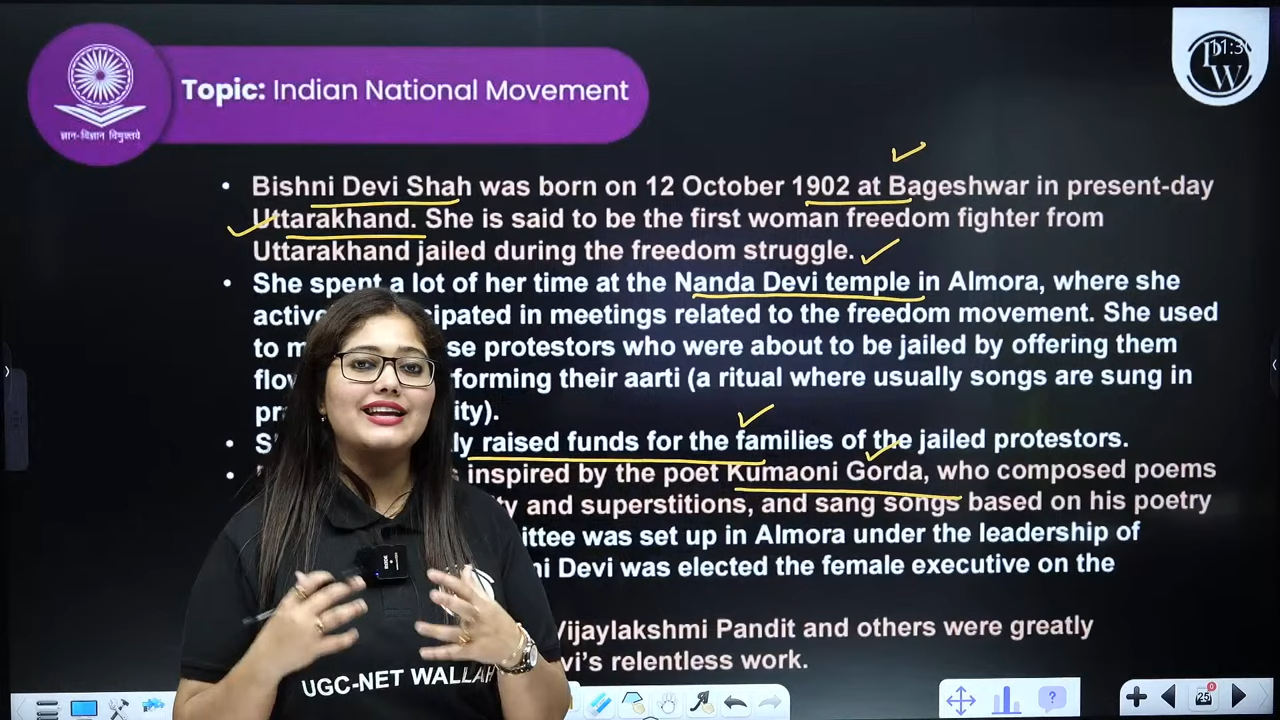 Topic: Indian National Movement
ज्ञान-विज्ञान विमुक्तये
PW
11:3
• Bishni Devi Shah was born on 12 October 1902 at Bageshwar in present-day
Uttarakhand. She is said to be the first woman freedom fighter from
Uttarakhand jailed during the freedom struggle.
• She spent a lot of her time at the Nanda Devi temple in Almora, where she
in meetings related to the freedom movement. She used
to protestors who were about to be jailed by offering them
their aarti (a ritual where usually songs are sung in
• raised funds for the families of the jailed protestors.
• inspired by the poet Kumaoni Gorda, who composed poems
and superstitions, and sang songs based on his poetry
was set up in Almora under the leadership of
Devi was elected the female executive on the
Vijaylakshmi Pandit and others were greatly
relentless work.
UGC-NET WALLAH
25